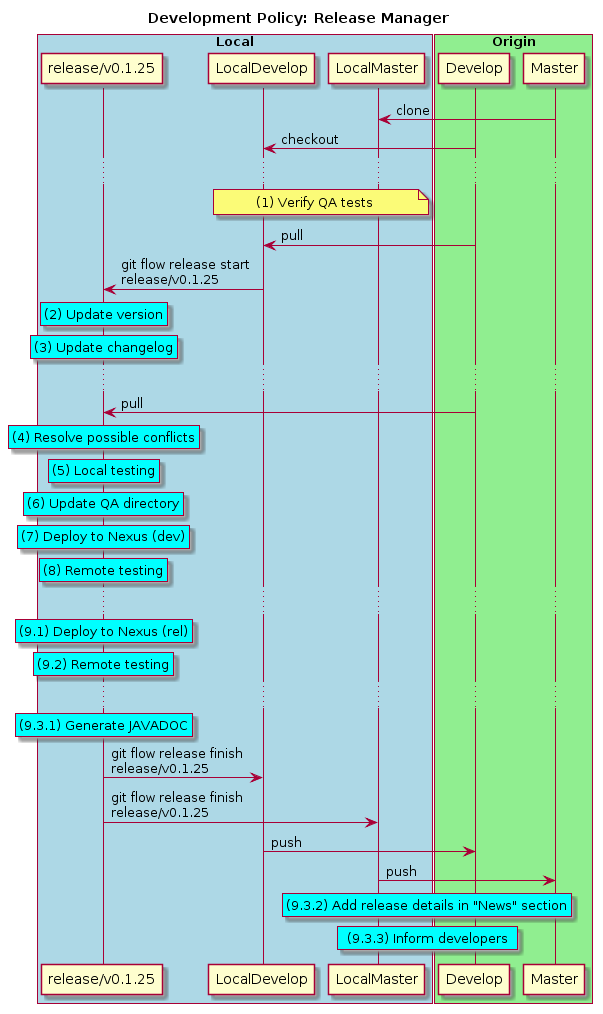 Development Policy: Release Manager
Local
Origin
release/v0.1.25
LocalDevelop
LocalMaster
Develop
Master
clone
checkout
(1) Verify QA tests
pull
git flow release start
release/v0.1.25
(2) Update version
(3) Update changelog
pull
(4) Resolve possible conflicts
(5) Local testing
(6) Update QA directory
(7) Deploy to Nexus (dev)
(8) Remote testing
(9.1) Deploy to Nexus (rel)
(9.2) Remote testing
(9.3.1) Generate JAVADOC
git flow release finish
release/v0.1.25
git flow release finish
release/v0.1.25
push
push
(9.3.2) Add release details in "News" section
(9.3.3) Inform developers
release/v0.1.25
LocalDevelop
LocalMaster
Develop
Master